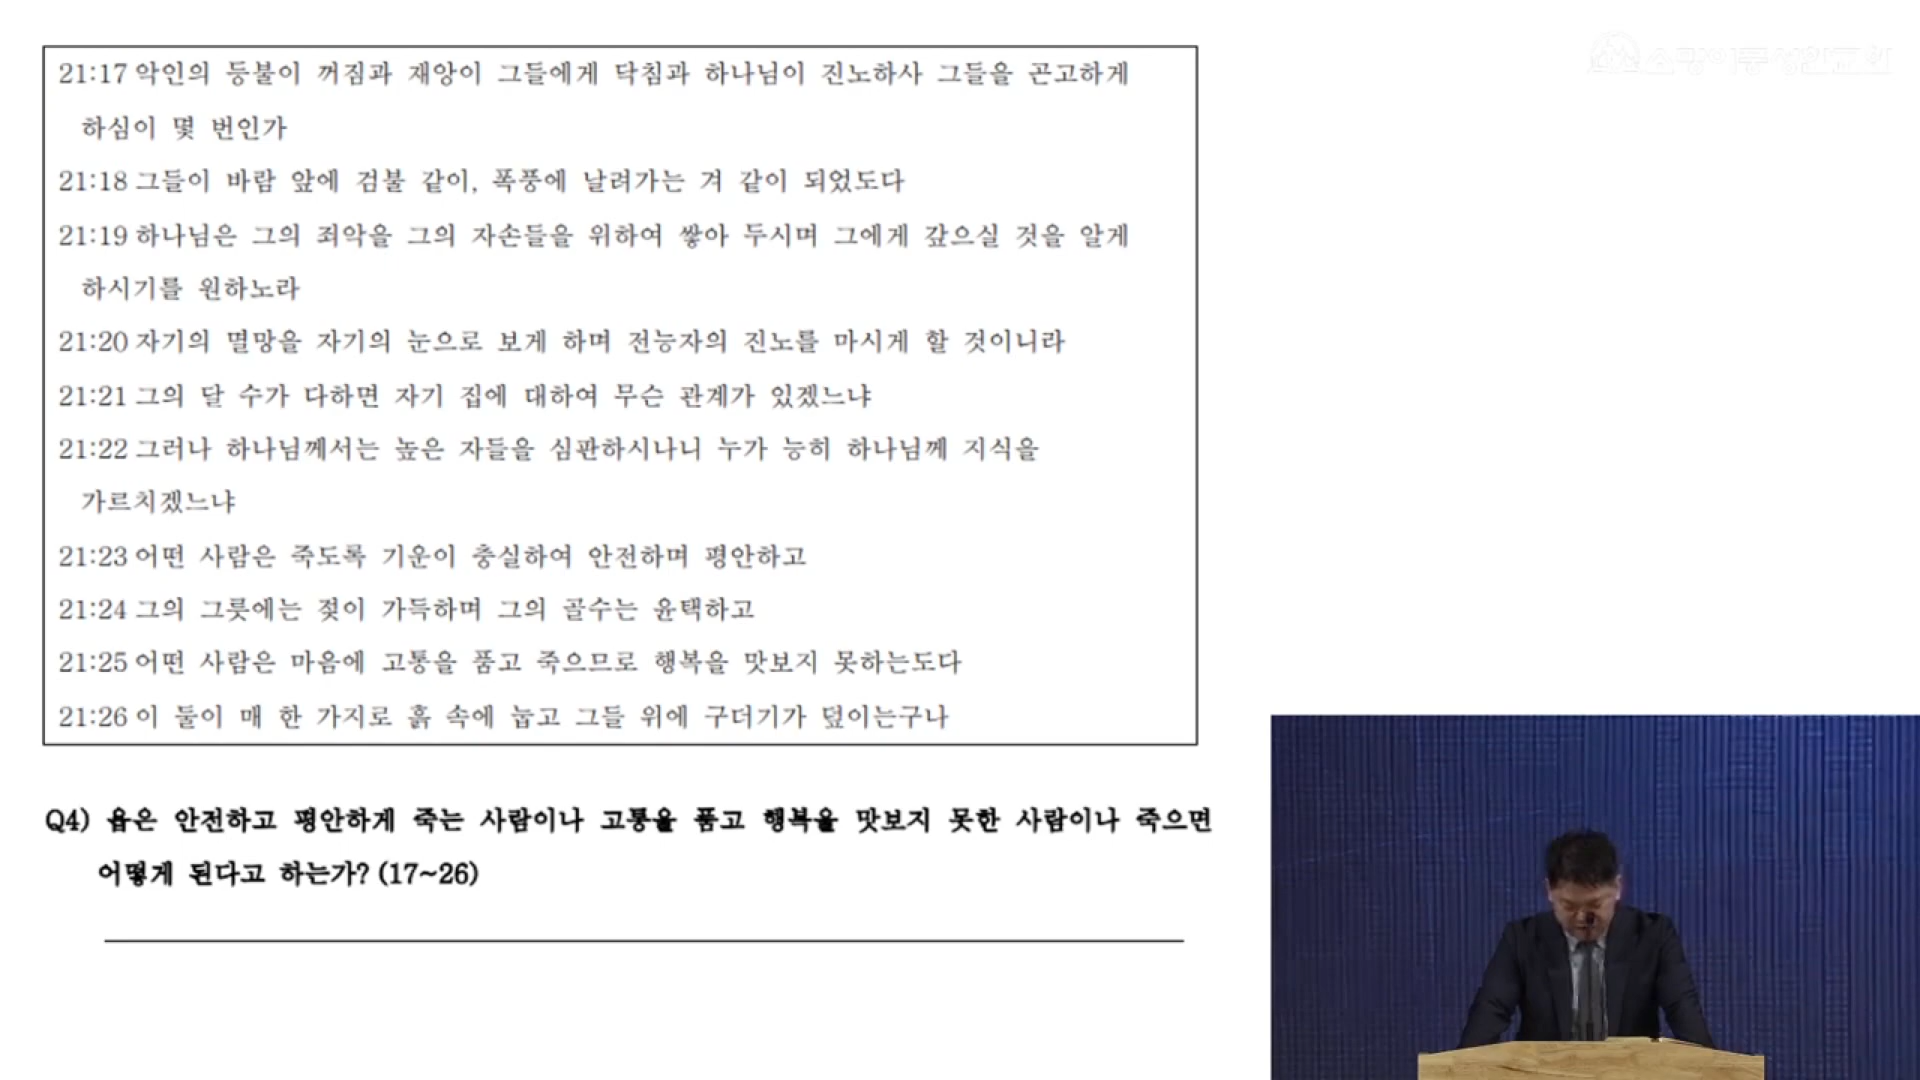 21:17 악인의 등불이 꺼짐과 재앙이 그들에게 닥침과 하나님이 진노하사 그들을 곤고하게
하심이 몇 번인가
21:18 그들이 바람 앞에 검불 같이, 폭풍에 날려가는 겨 같이 되었도다
21:19 하나님은 그의 죄악을 그의 자손들을 위하여 쌓아 두시며 그에게 갚으실 것을 알게
하시기를 원하노라
21:20 자기의 멸망을 자기의 눈으로 보게 하며 전능자의 진노를 마시게 할 것이니라
21:21 그의 달 수가 다하면 자기 집에 대하여 무슨 관계가 있겠느냐
21:22 그러나 하나님께서는 높은 자들을 심판하시나니 누가 능히 하나님께 지식을
가르치겠느냐
21:23 어떤 사람은 죽도록 기운이 충실하여 안전하며 평안하고
21:24 그의 그릇에는 젖이 가득하며 그의 골수는 윤택하고
21:25 어떤 사람은 마음에 고통을 품고 죽으므로 행복을 맛보지 못하는도다
21:26 이 둘이 매 한 가지로 흙 속에 눕고 그들 위에 구더기가 덮이는구나
Q4) 욥은 안전하고 평안하게 죽는 사람이나 고통을 품고 행복을 맛보지 못한 사람이나 죽으면
어떻게 된다고 하는가? (17~26)